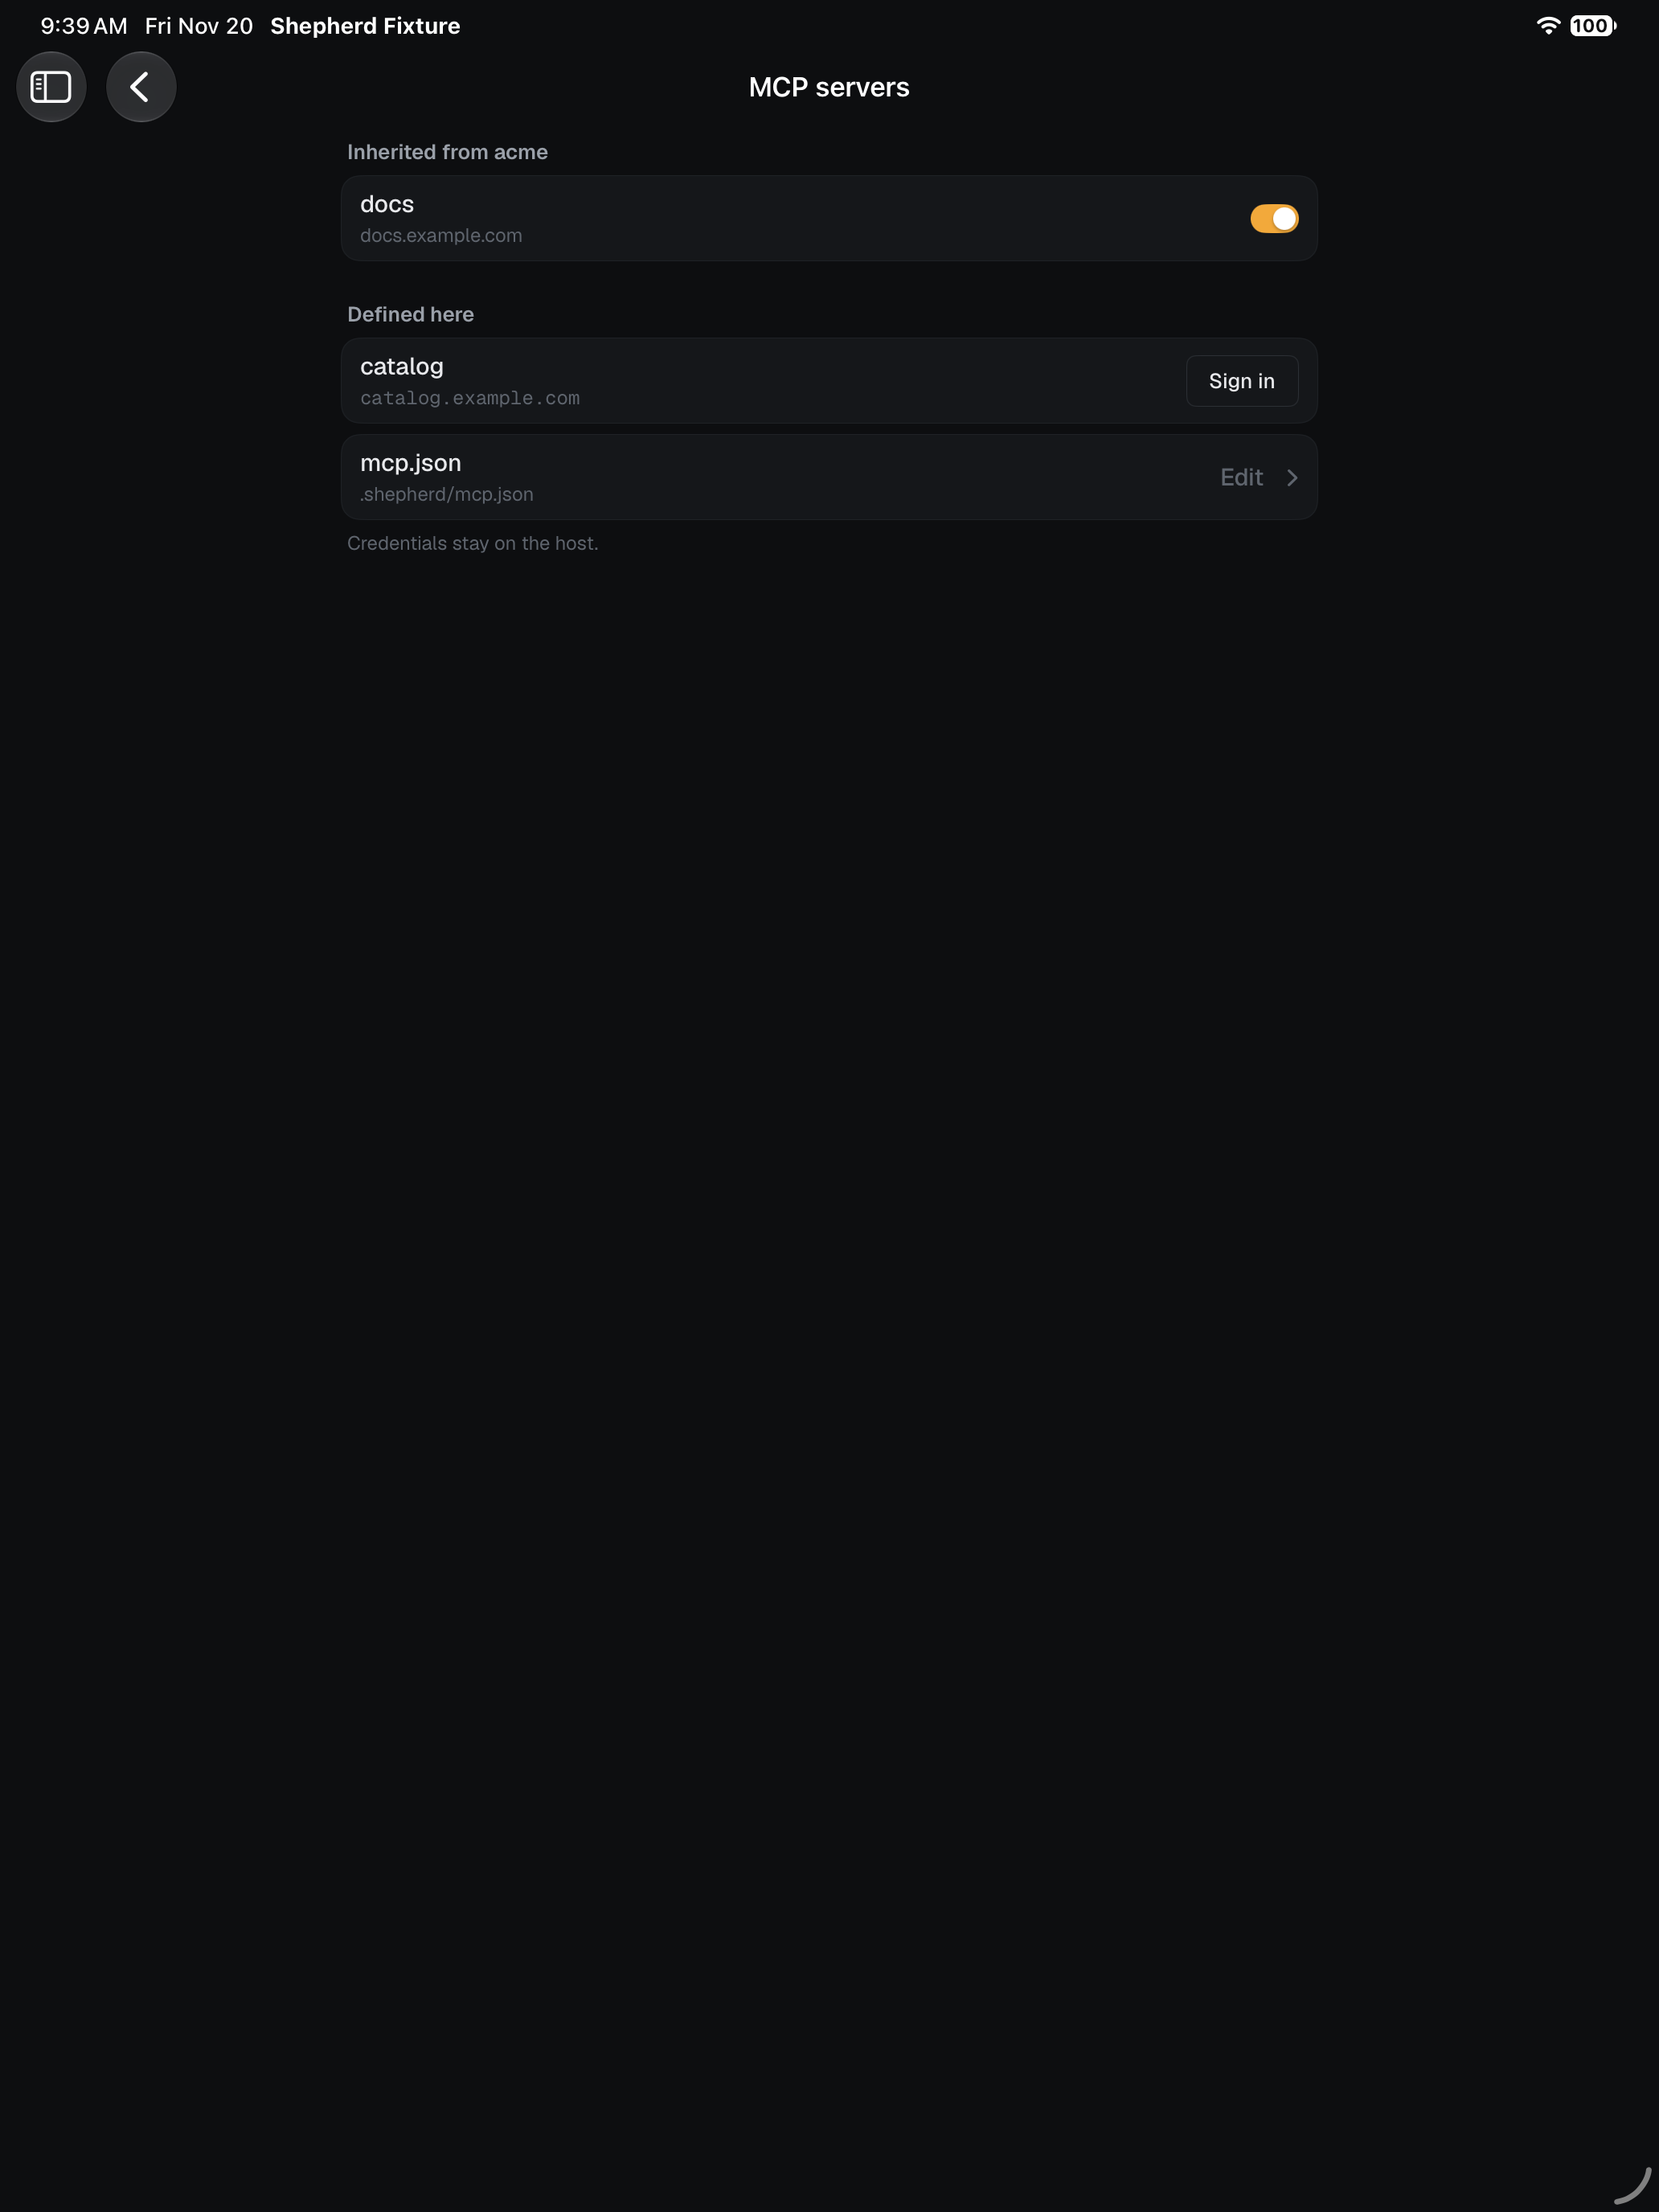 9:39 AM Fri Nov 20 Shepherd Fixture 100
MCP servers
Inherited from acme
docs
docs.example.com
Defined here
catalog
catalog.example.com
Sign in
mcp.json
.shepherd/mcp.json
Edit
Credentials stay on the host.